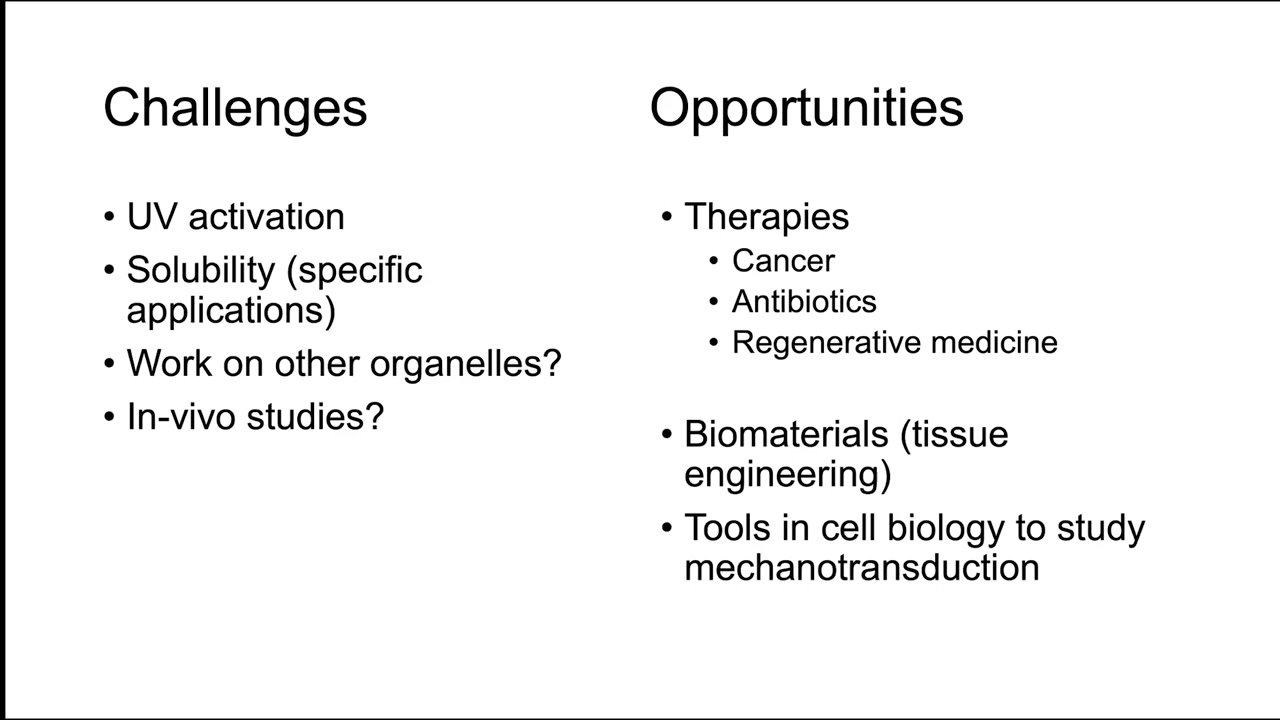 Challenges
• UV activation
• Solubility (specific
applications)
• Work on other organelles?
• In-vivo studies?
Opportunities
• Therapies
• Cancer
• Antibiotics
• Regenerative medicine
• Biomaterials (tissue
engineering)
• Tools in cell biology to study
mechanotransduction